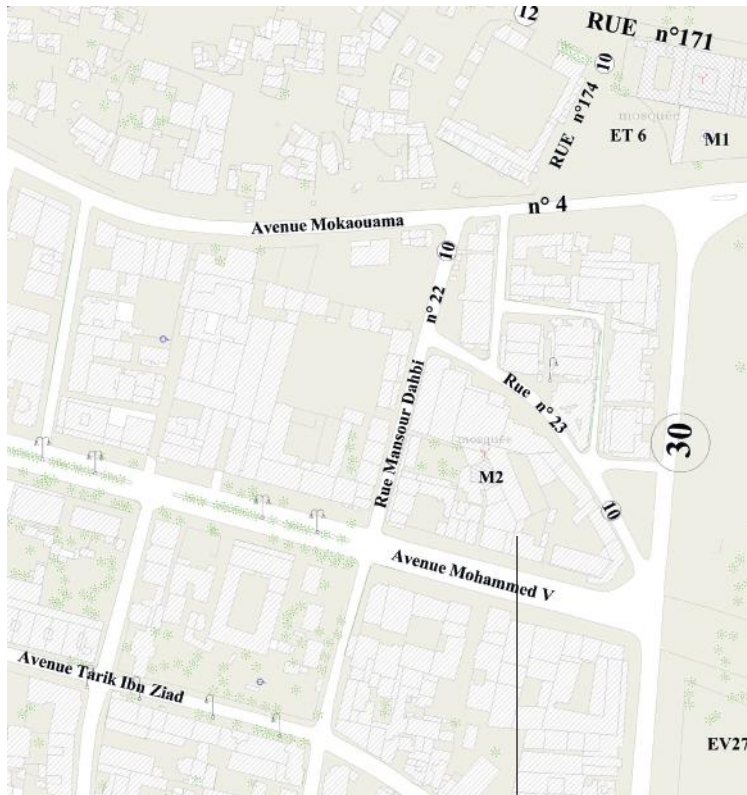 12
RUE n°171
10
RUE n°174
mosquée
ET 6
M1
n° 4
Avenue Mokaouama
10
n° 22
Rue n° 23
Rue Mansour Dahbi
30
mosquée
M2
10
Avenue Mohammed V
Avenue Tarik Ibn Ziad
EV27